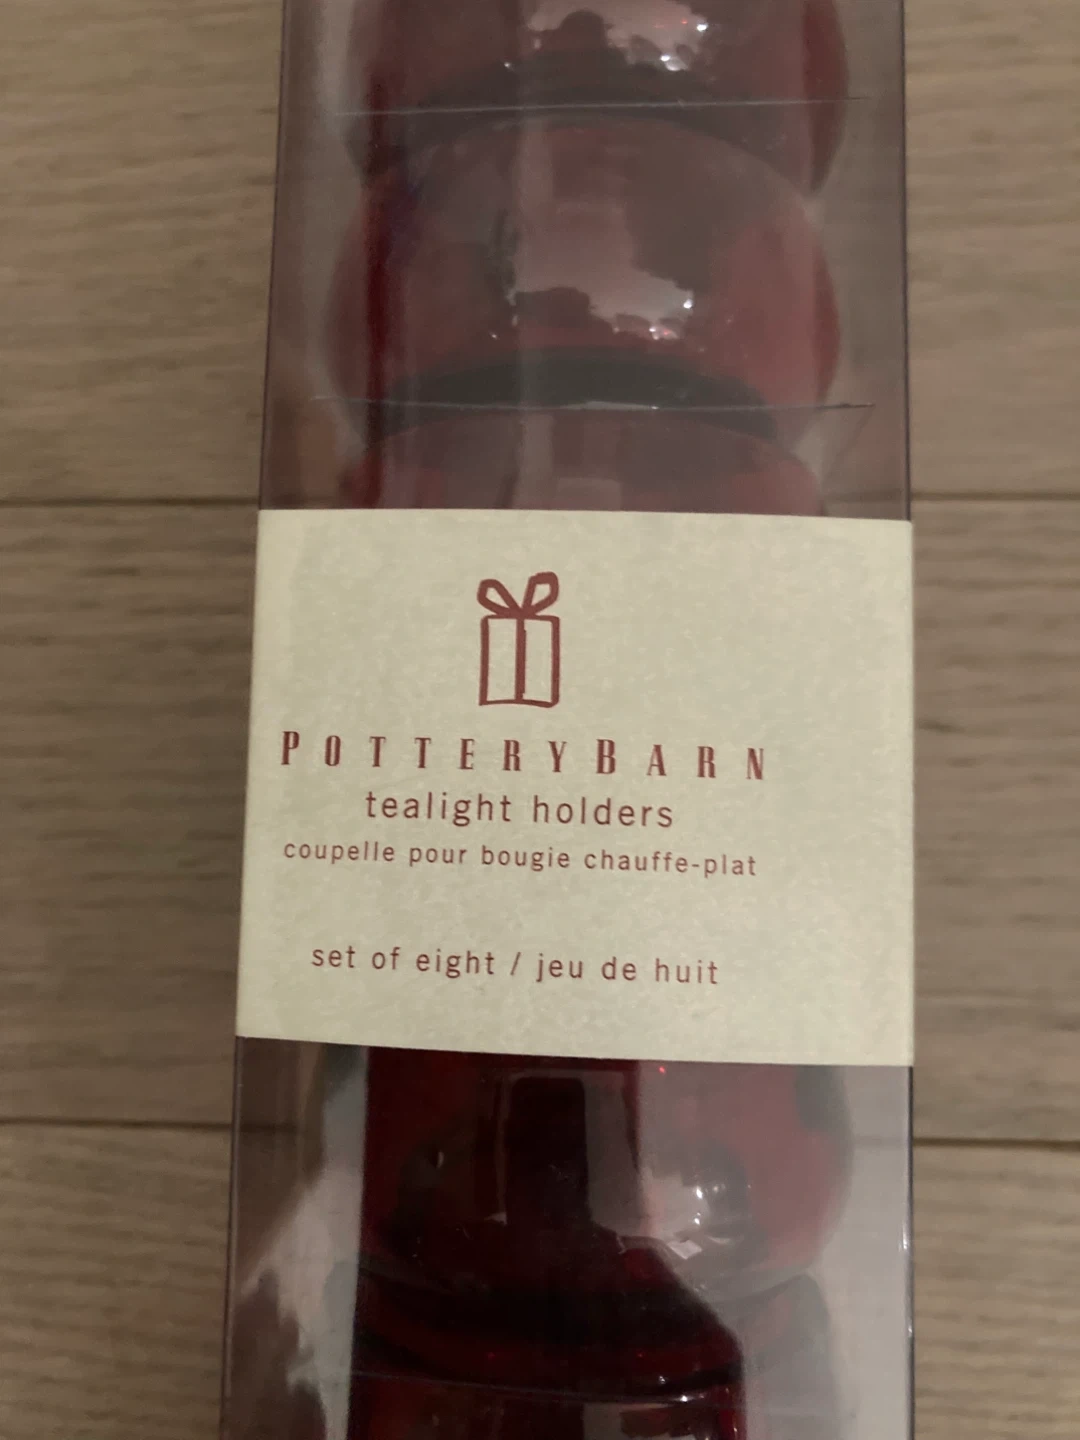 POTTERYBARN
tealight holders
coupelle pour bougie chauffe-plat
set of eight / jeu de huit